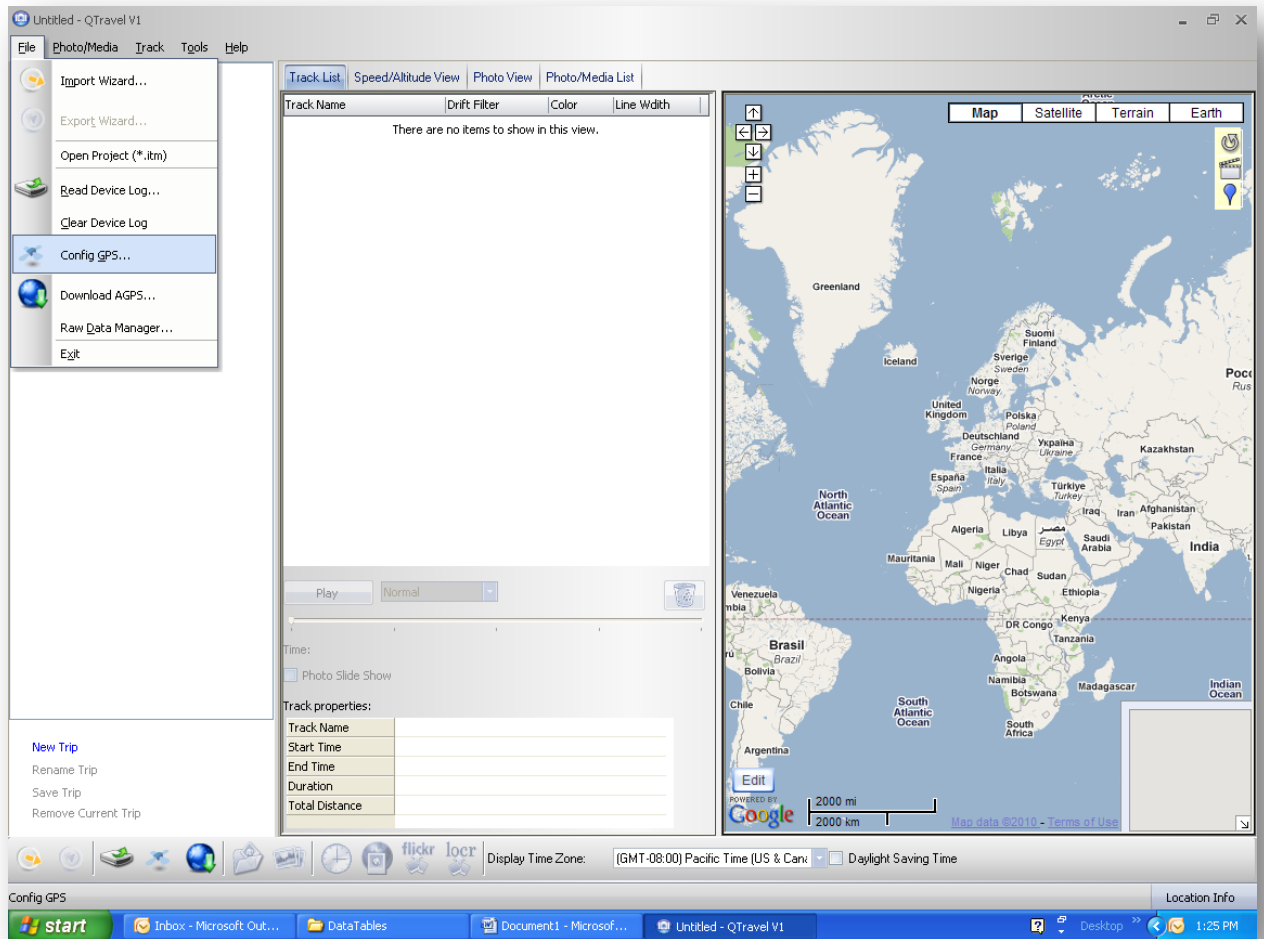 Untitled - QTravel V1
File Photo/Media Track Tools Help
Import Wizard...
Export Wizard...
Open Project (*.itm)
Read Device Log...
Clear Device Log
Config GPS...
Download AGPS...
Raw Data Manager...
Exit
New Trip
Rename Trip
Save Trip
Remove Current Trip
Track List Speed/Altitude View Photo View Photo/Media List
Track Name Drift Filter Color Line Wdith
There are no items to show in this view.
Play Normal
Time:
Photo Slide Show
Track properties:
Track Name
Start Time
End Time
Duration
Total Distance
Map Satellite Terrain Earth
Greenland
Iceland
Suomi
Finland
Sverige
Sweden
Norge
Norway
Росс
Rus
United
Kingdom
Polska
Poland
Deutschland
Germany
Україна
Ukraine
Kazakhstan
France
Italia
Italy
España
Spain
Türkiye
Turkey
North
Atlantic
Ocean
Iraq
Iran
Afghanistan
Pakistan
Algeria
Libya
مصر
Egypt
Saudi
Arabia
India
Mauritania
Mali
Niger
Chad
Sudan
Nigeria
Ethiopia
Venezuela
mbia
DR Congo
Kenya
Tanzania
rú
Brasil
Brazil
Angola
Bolivia
Namibia
Botswana
Madagascar
Indian
Ocean
Chile
South
Atlantic
Ocean
South
Africa
Argentina
Edit
POWERED BY
Google
2000 mi
2000 km
Map data ©2010 - Terms of Use
flickr locr Display Time Zone: (GMT-08:00) Pacific Time (US & Cana Daylight Saving Time
Config GPS Location Info
start Inbox - Microsoft Out... DataTables Document1 - Microsof... Untitled - QTravel V1 Desktop 1:25 PM